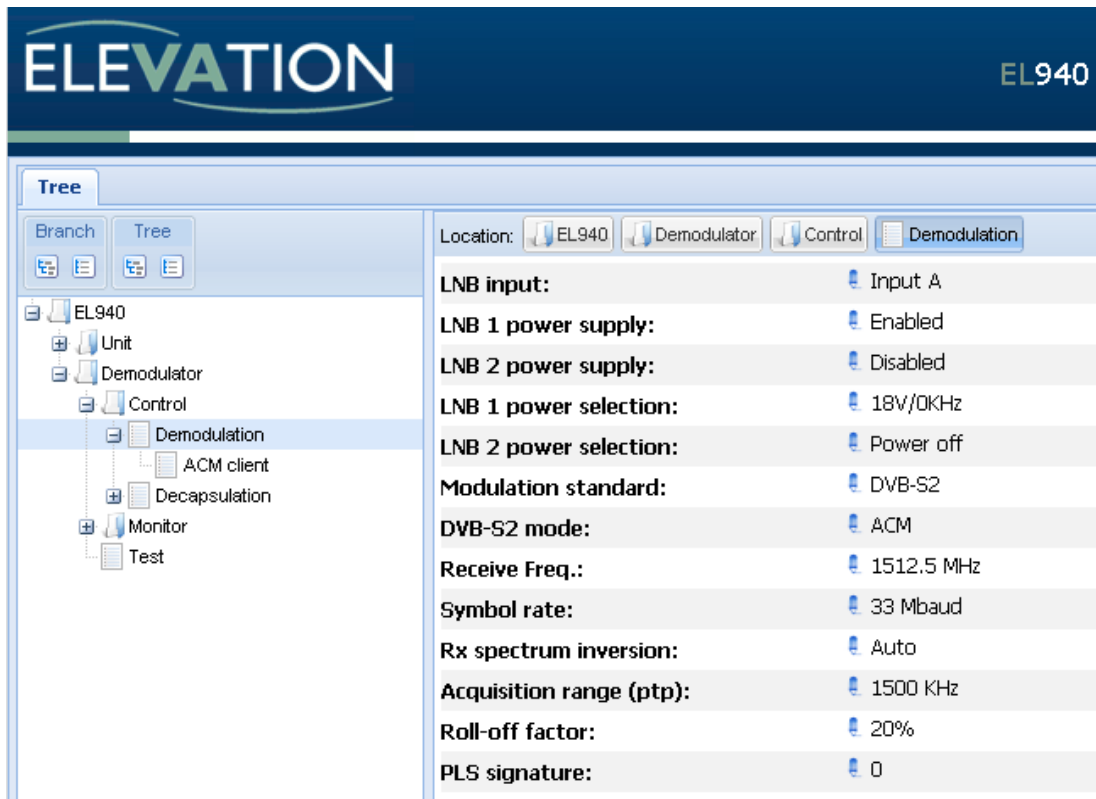 ELEVATION
EL940
Tree
Branch
Tree
EL940
Unit
Demodulator
Control
Demodulation
ACM client
Decapsulation
Monitor
Test
Location: EL940 Demodulator Control Demodulation
LNB input: Input A
LNB 1 power supply: Enabled
LNB 2 power supply: Disabled
LNB 1 power selection: 18V/0KHz
LNB 2 power selection: Power off
Modulation standard: DVB-S2
DVB-S2 mode: ACM
Receive Freq.: 1512.5 MHz
Symbol rate: 33 Mbaud
Rx spectrum inversion: Auto
Acquisition range (ptp): 1500 KHz
Roll-off factor: 20%
PLS signature: 0